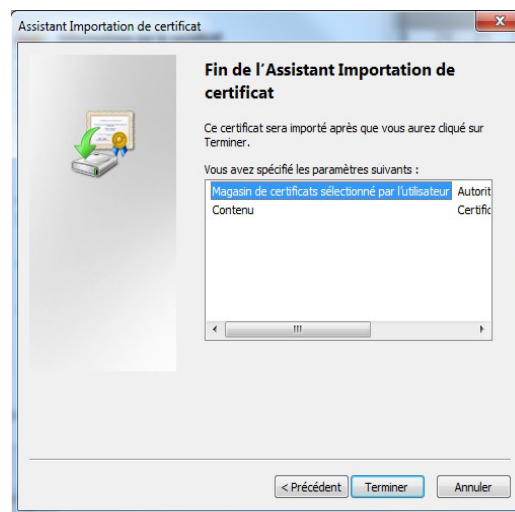 Assistant Importation de certificat
Fin de l'Assistant Importation de
certificat
Ce certificat sera importé après que vous aurez cliqué sur
Terminer.
Vous avez spécifié les paramètres suivants :
Magasin de certificats sélectionné par l'utilisateur Autorit
Contenu Certific
< Précédent Terminer Annuler